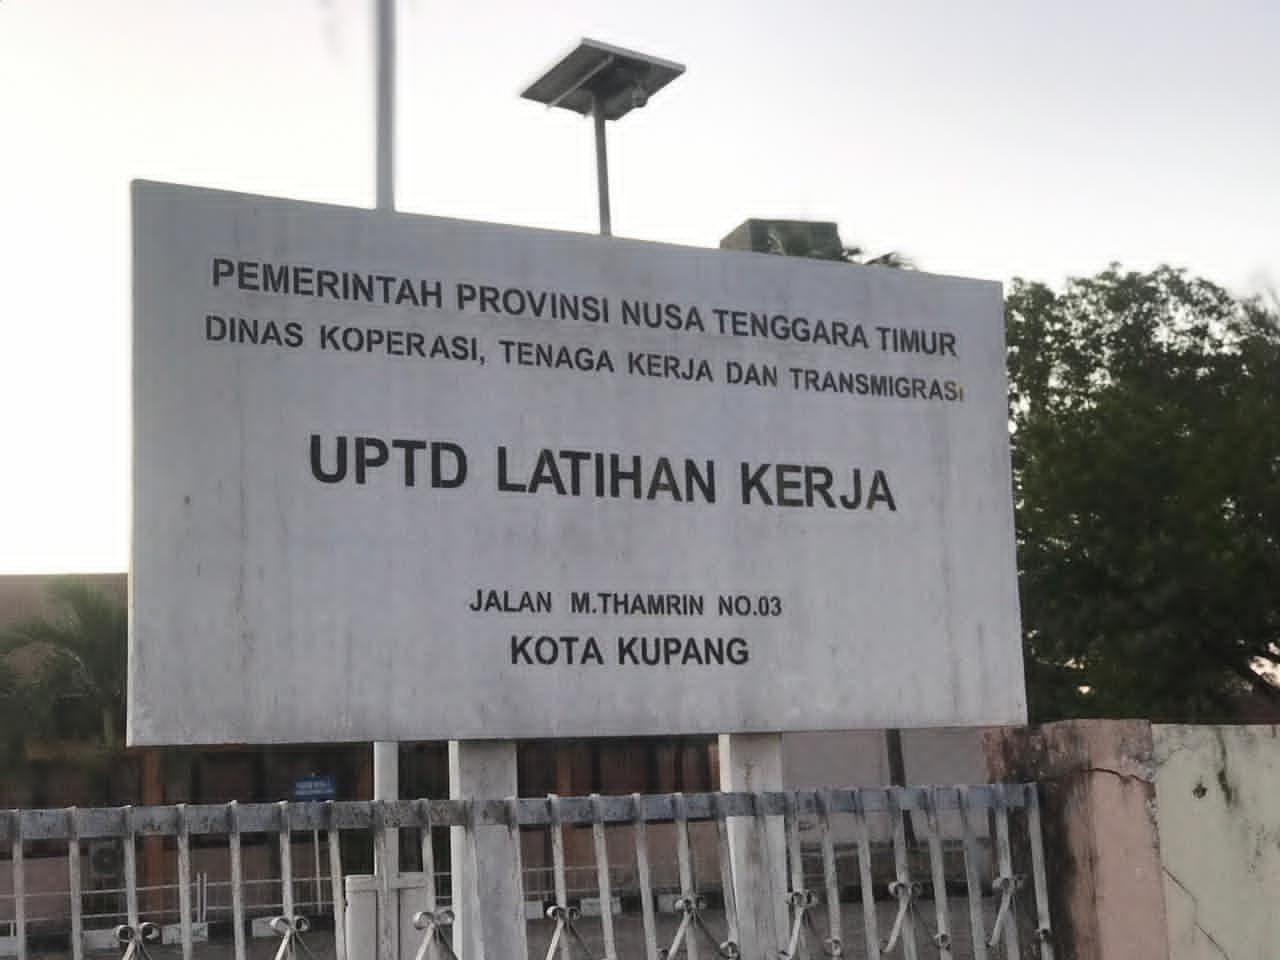 PEMERINTAH PROVINSI NUSA TENGGARA TIMUR
DINAS KOPERASI, TENAGA KERJA DAN TRANSMIGRASI
UPTD LATIHAN KERJA
JALAN M.THAMRIN NO.03
KOTA KUPANG